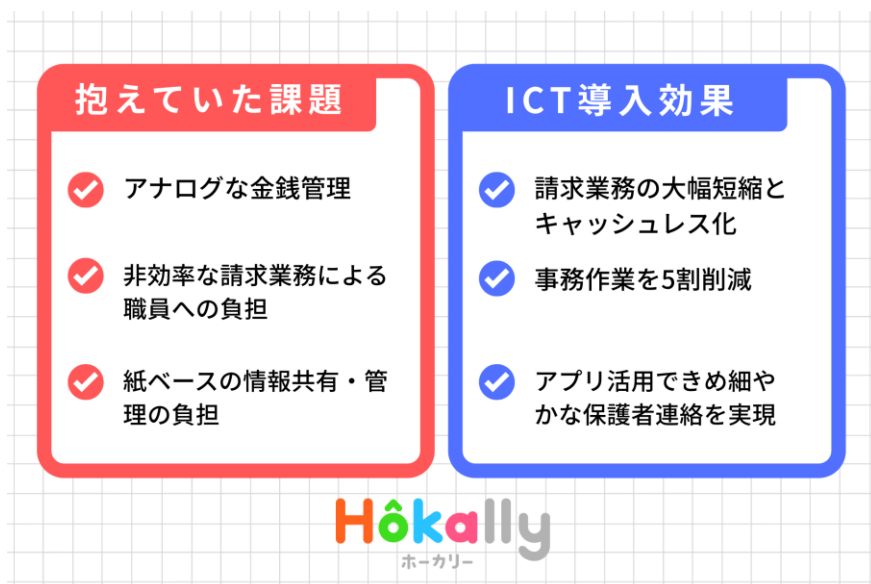 抱えていた課題
アナログな金銭管理
非効率な請求業務による
職員への負担
紙ベースの情報共有・管
理の負担
ICT導入効果
請求業務の大幅短縮と
キャッシュレス化
事務作業を5割削減
アプリ活用できめ細や
かな保護者連絡を実現
Hôkally
ホーカリー